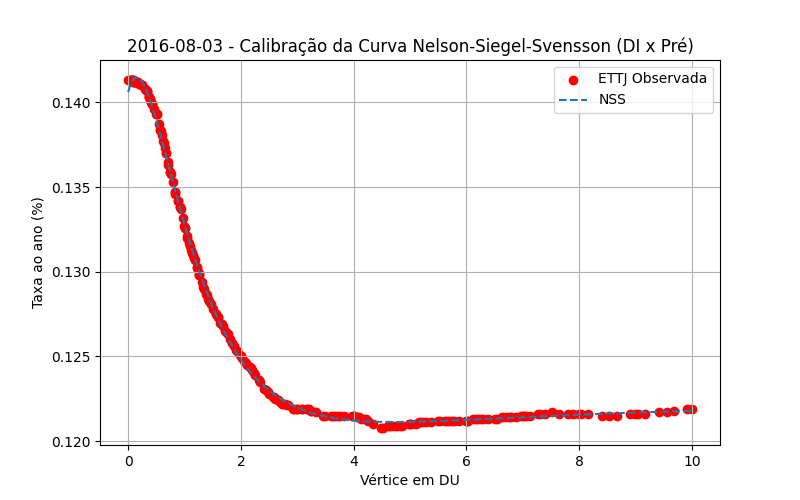 2016-08-03 - Calibração da Curva Nelson-Siegel-Svensson (DI x Pré)
ETTJ Observada
NSS
Taxa ao ano (%)
0.140
0.135
0.130
0.125
0.120
0 2 4 6 8 10
Vértice em DU